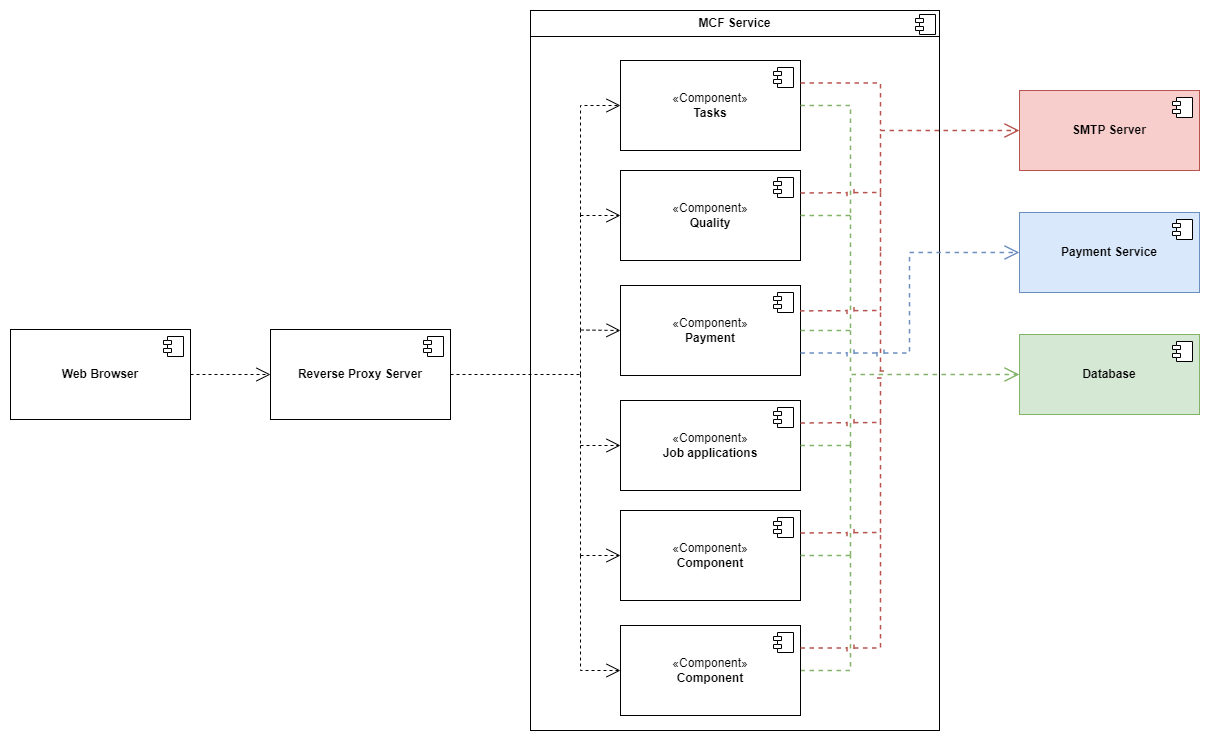 MCF Service
«Component»
Tasks
SMTP Server
«Component»
Quality
Payment Service
«Component»
Payment
Web Browser
Reverse Proxy Server
Database
«Component»
Job applications
«Component»
Component
«Component»
Component